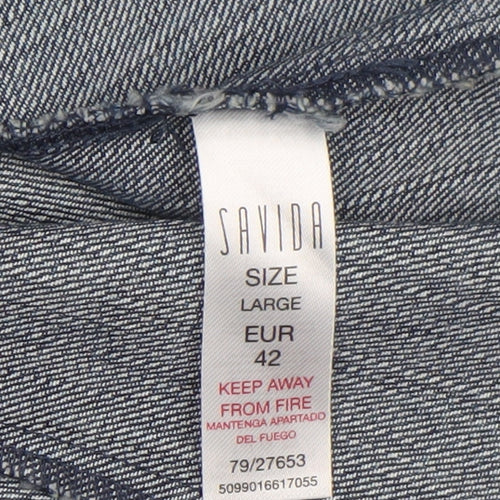 SAVIDA
SIZE
LARGE
EUR
42
KEEP AWAY
FROM FIRE
MANTENGA APARTADO
DEL FUEGO
79/27653
5099016617055